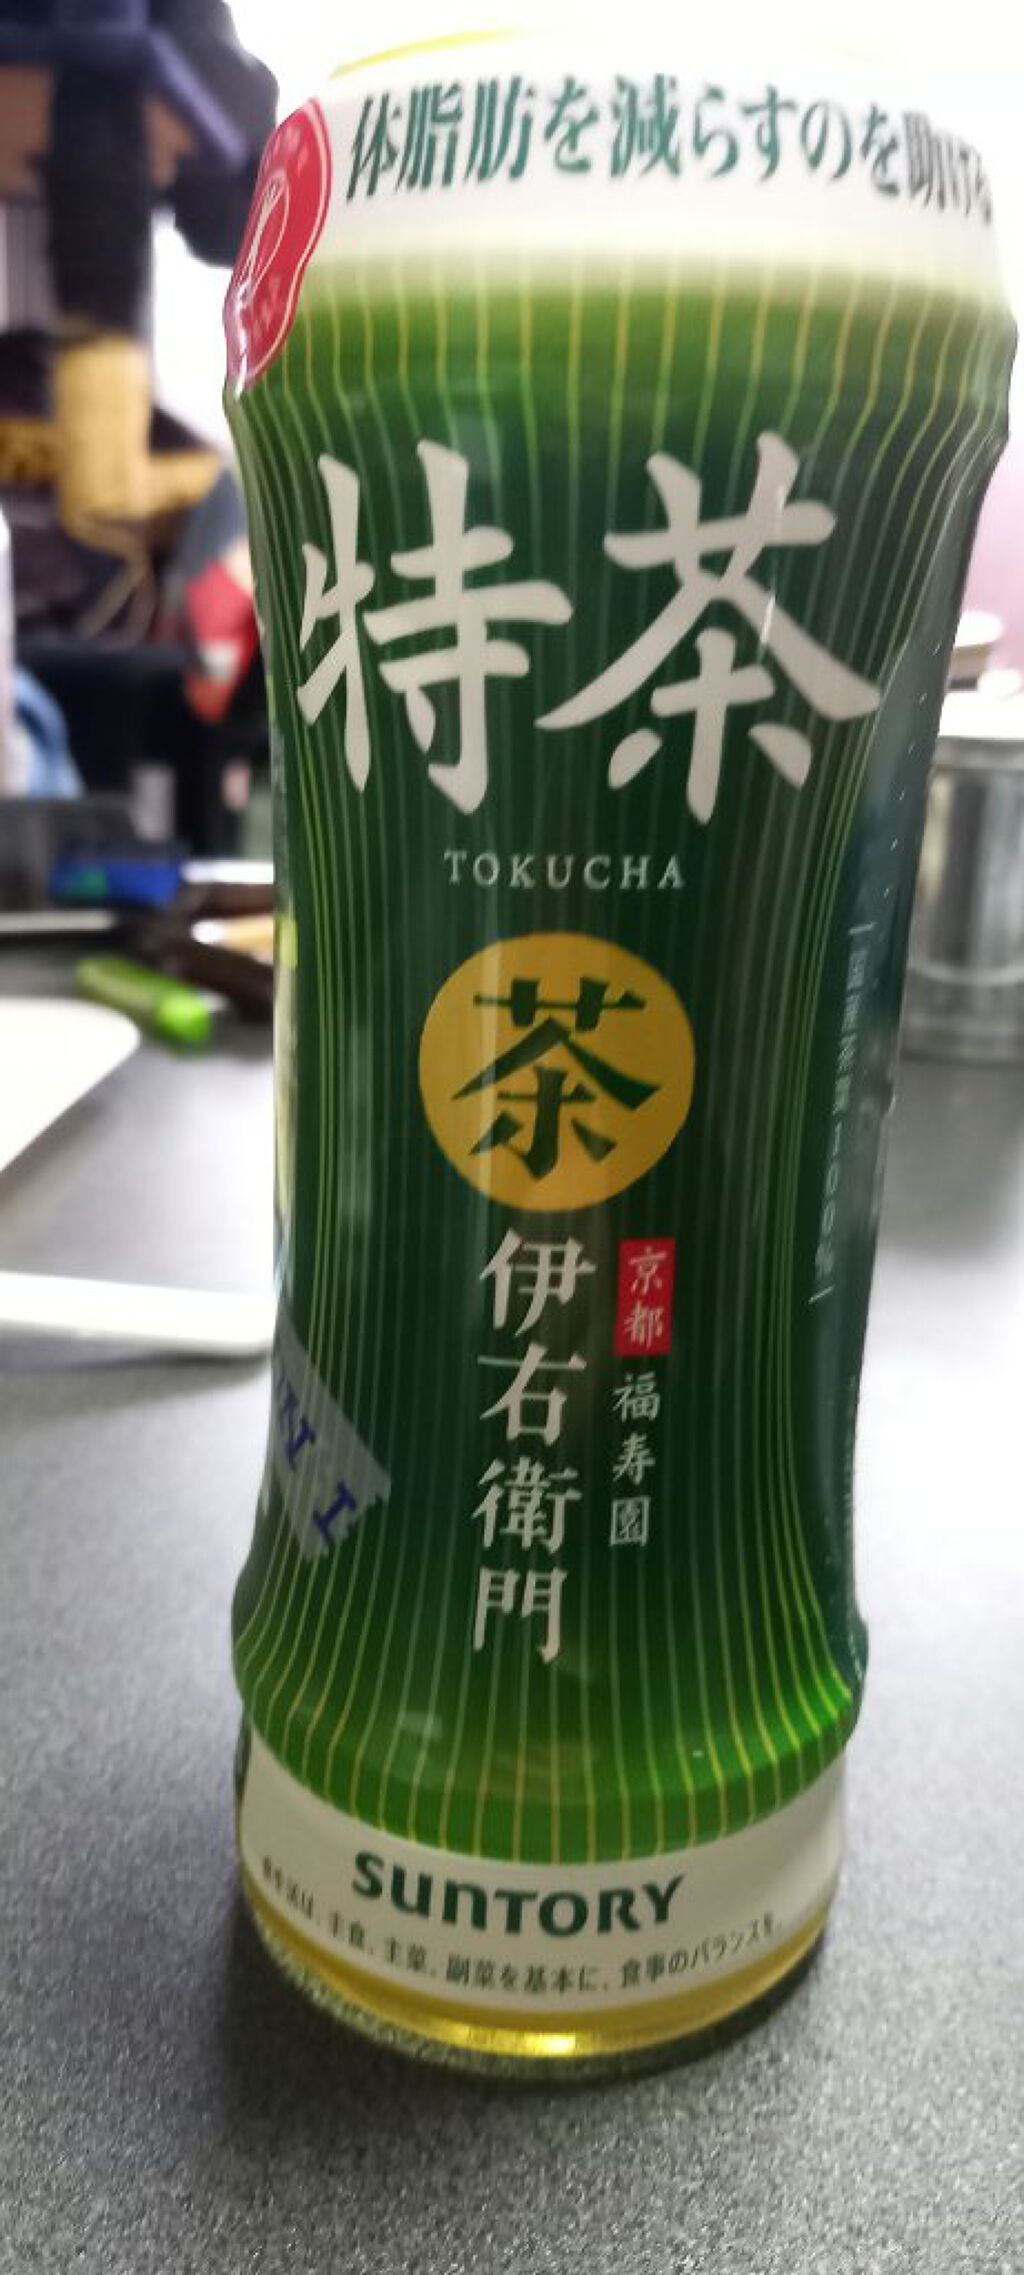 体脂肪を減らすのを助ける
特茶
TOKUCHA
茶
京都 福寿園
伊右衛門
SUNTORY
食生活は、主食、主菜、副菜を基本に、食事のバランスを